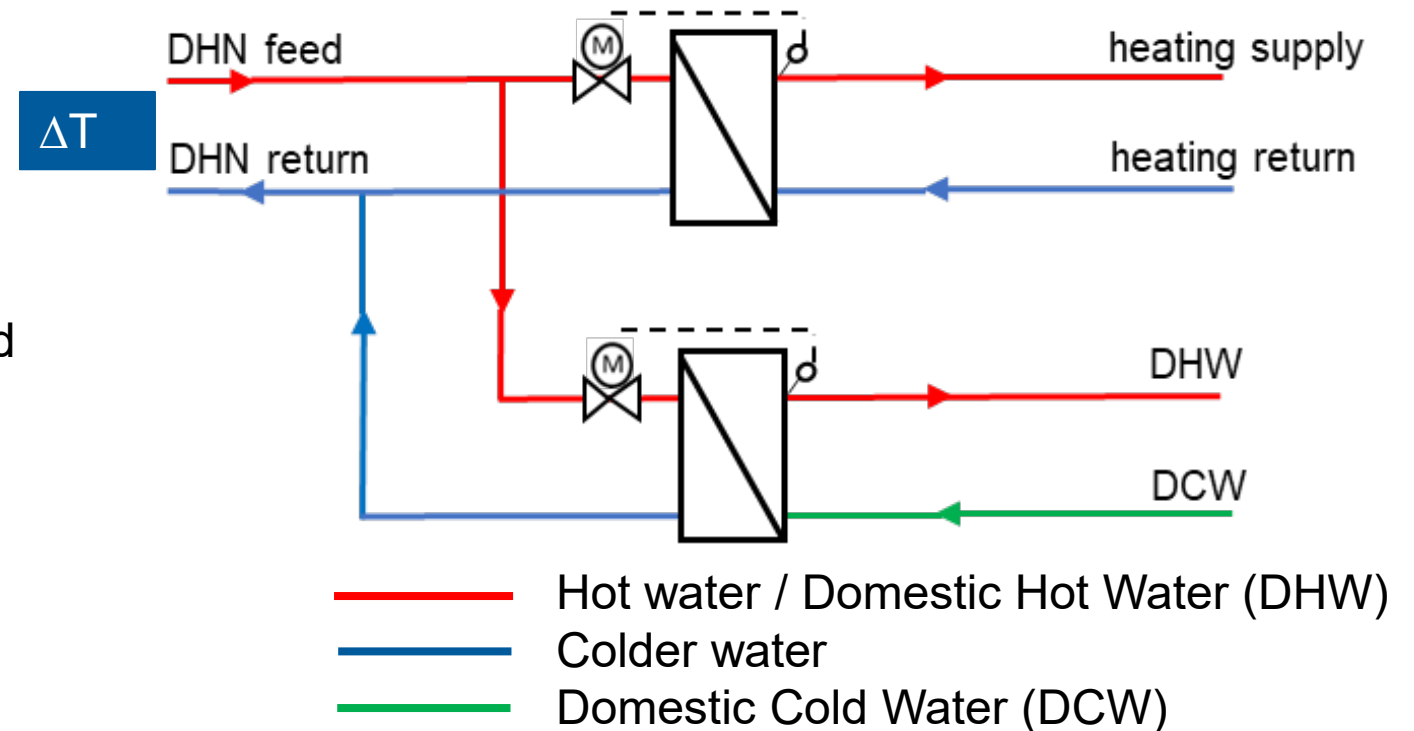 DHN feed
M
heating supply
ΔT
DHN return
heating return
d
M
DHW
DCW
Hot water / Domestic Hot Water (DHW)
Colder water
Domestic Cold Water (DCW)